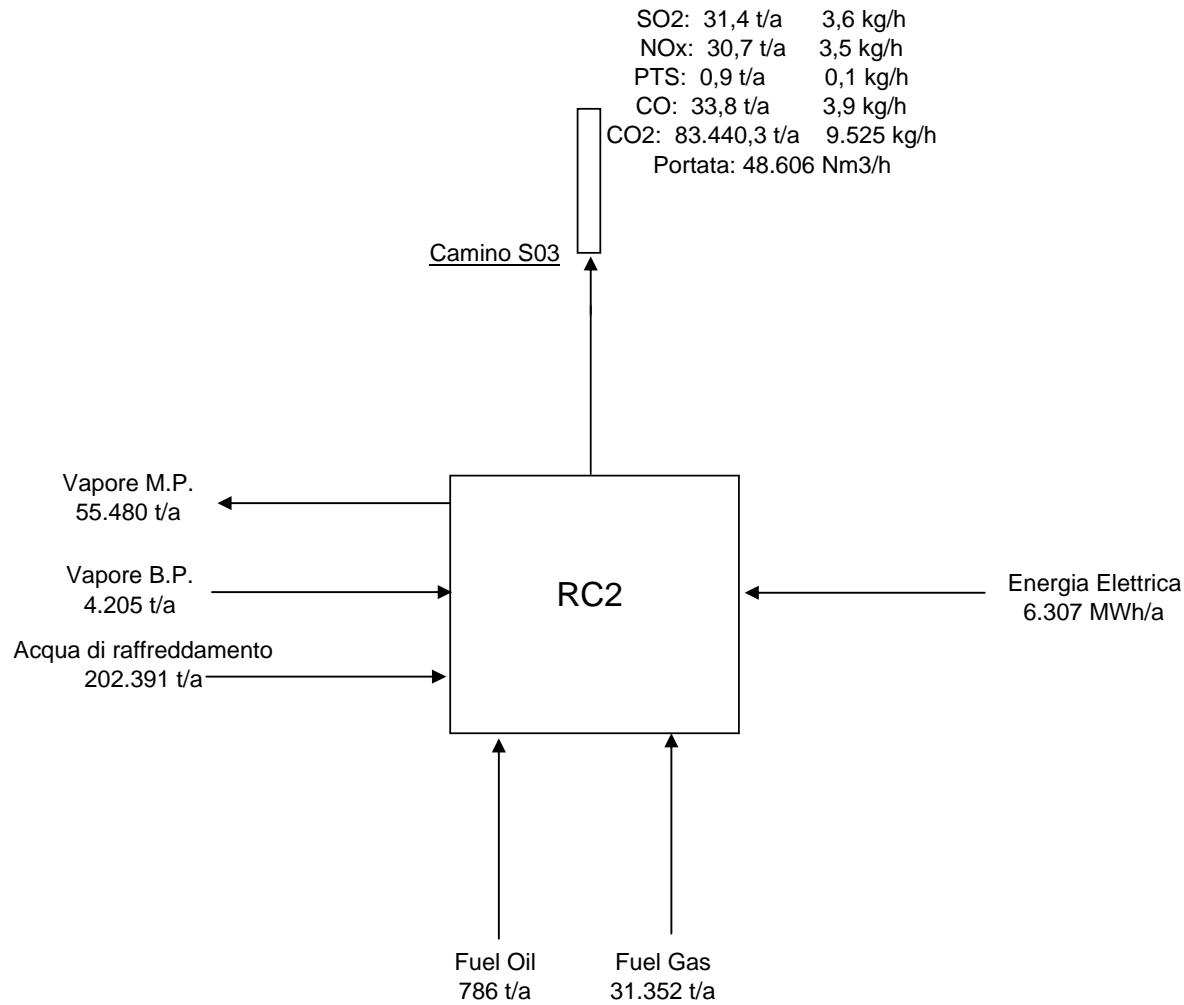 SO2: 31,4 t/a 3,6 kg/h
NOx: 30,7 t/a 3,5 kg/h
PTS: 0,9 t/a 0,1 kg/h
CO: 33,8 t/a 3,9 kg/h
CO2: 83.440,3 t/a 9.525 kg/h
Portata: 48.606 Nm3/h
Camino S03
Vapore M.P.
55.480 t/a
Vapore B.P.
4.205 t/a
Acqua di raffreddamento
202.391 t/a
RC2
Energia Elettrica
6.307 MWh/a
Fuel Oil
786 t/a
Fuel Gas
31.352 t/a